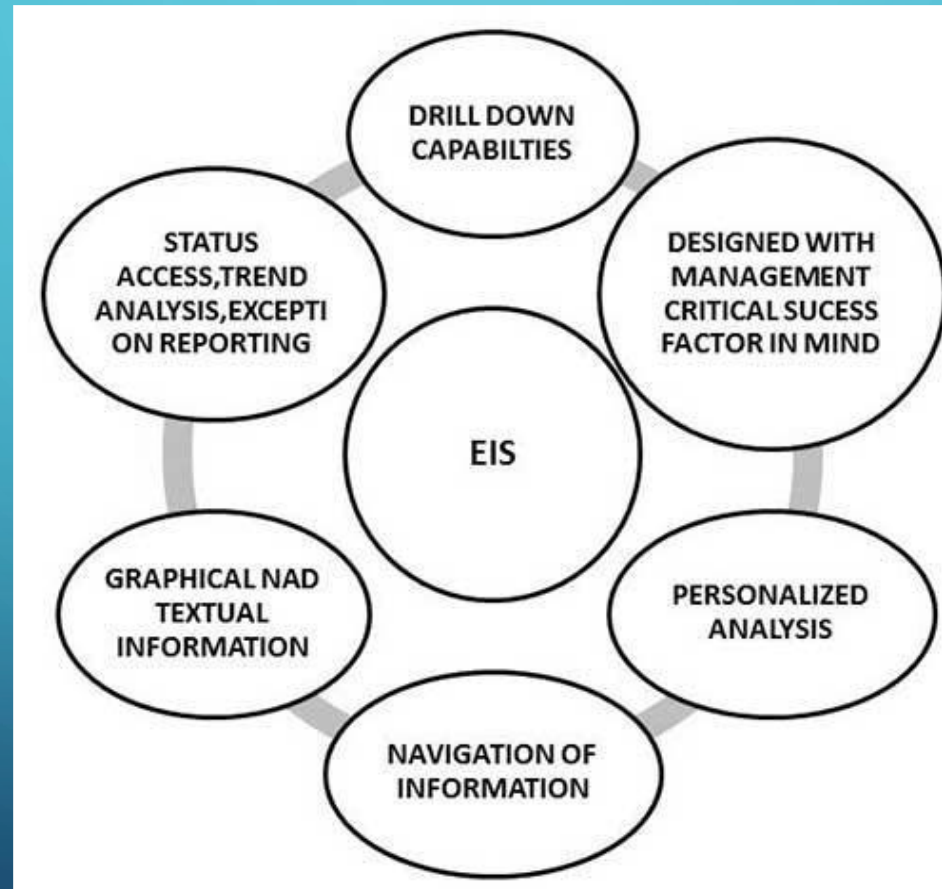 DRILL DOWN
CAPABILTIES
DESIGNED WITH
MANAGEMENT
CRITICAL SUCESS
FACTOR IN MIND
PERSONALIZED
ANALYSIS
NAVIGATION OF
INFORMATION
GRAPHICAL NAD
TEXTUAL
INFORMATION
STATUS
ACCESS,TREND
ANALYSIS,EXCEPTI
ON REPORTING
EIS